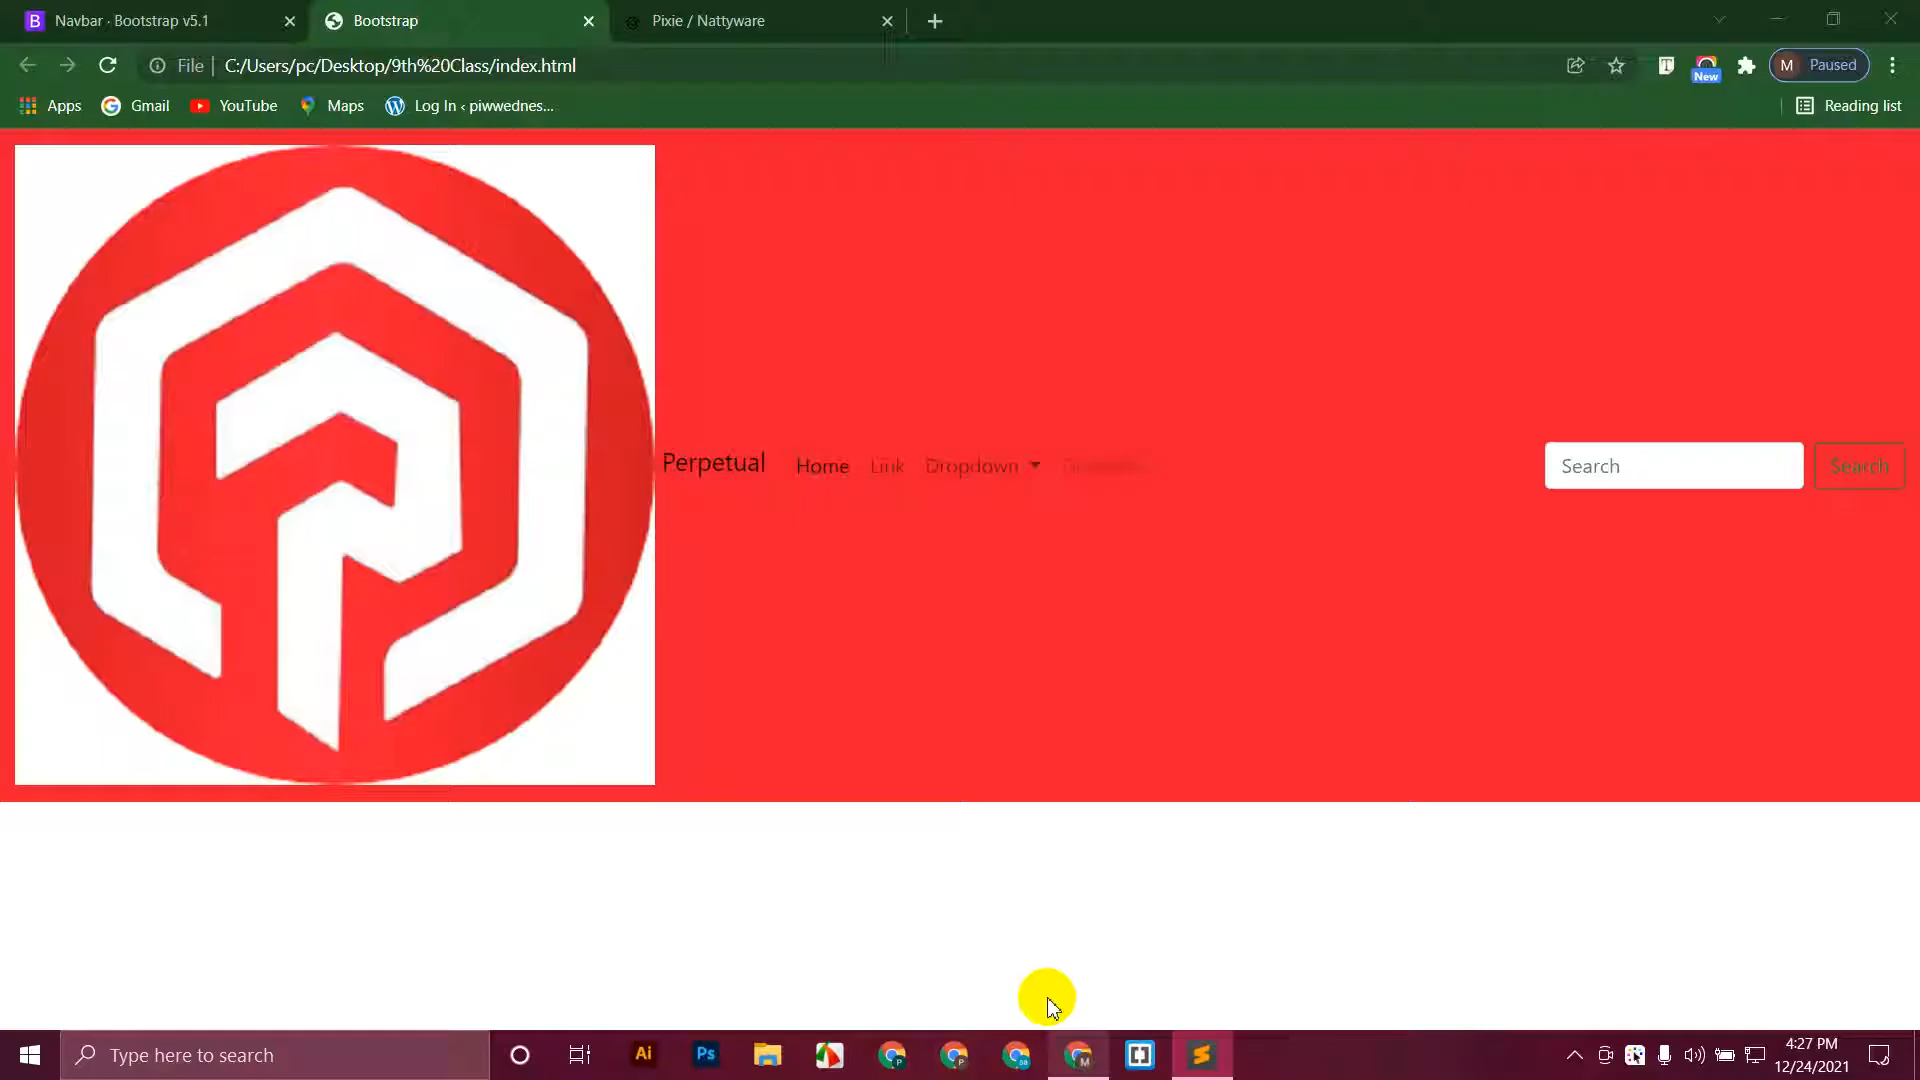 Navbar · Bootstrap v5.1
Bootstrap
Pixie / Nattyware
File
C:/Users/pc/Desktop/9th%20Class/index.html
New
M
Paused
Apps
Gmail
YouTube
Maps
Log In ‹ piwwednes...
Reading list
Perpetual
Home
Link
Dropdown
Search
Search
Type here to search
Ai
Ps
4:27 PM
12/24/2021